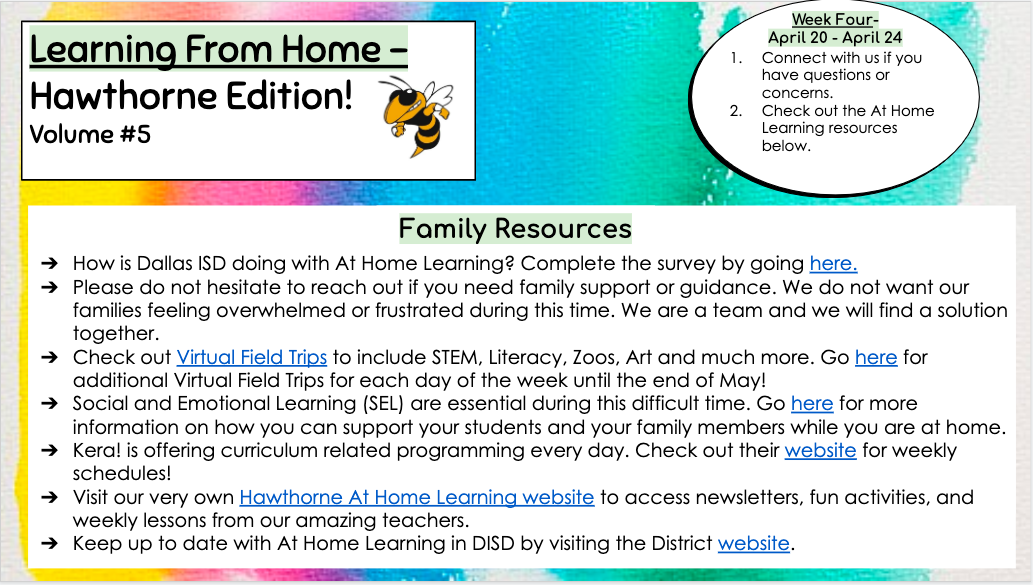 Learning From Home –
Hawthorne Edition!
Volume #5
Week Four-
April 20 - April 24
1. Connect with us if you
have questions or
concerns.
2. Check out the At Home
Learning resources
below.
Family Resources
➔ How is Dallas ISD doing with At Home Learning? Complete the survey by going here.
➔ Please do not hesitate to reach out if you need family support or guidance. We do not want our
families feeling overwhelmed or frustrated during this time. We are a team and we will find a solution
together.
➔ Check out Virtual Field Trips to include STEM, Literacy, Zoos, Art and much more. Go here for
additional Virtual Field Trips for each day of the week until the end of May!
➔ Social and Emotional Learning (SEL) are essential during this difficult time. Go here for more
information on how you can support your students and your family members while you are at home.
➔ Kera! is offering curriculum related programming every day. Check out their website for weekly
schedules!
➔ Visit our very own Hawthorne At Home Learning website to access newsletters, fun activities, and
weekly lessons from our amazing teachers.
➔ Keep up to date with At Home Learning in DISD by visiting the District website.